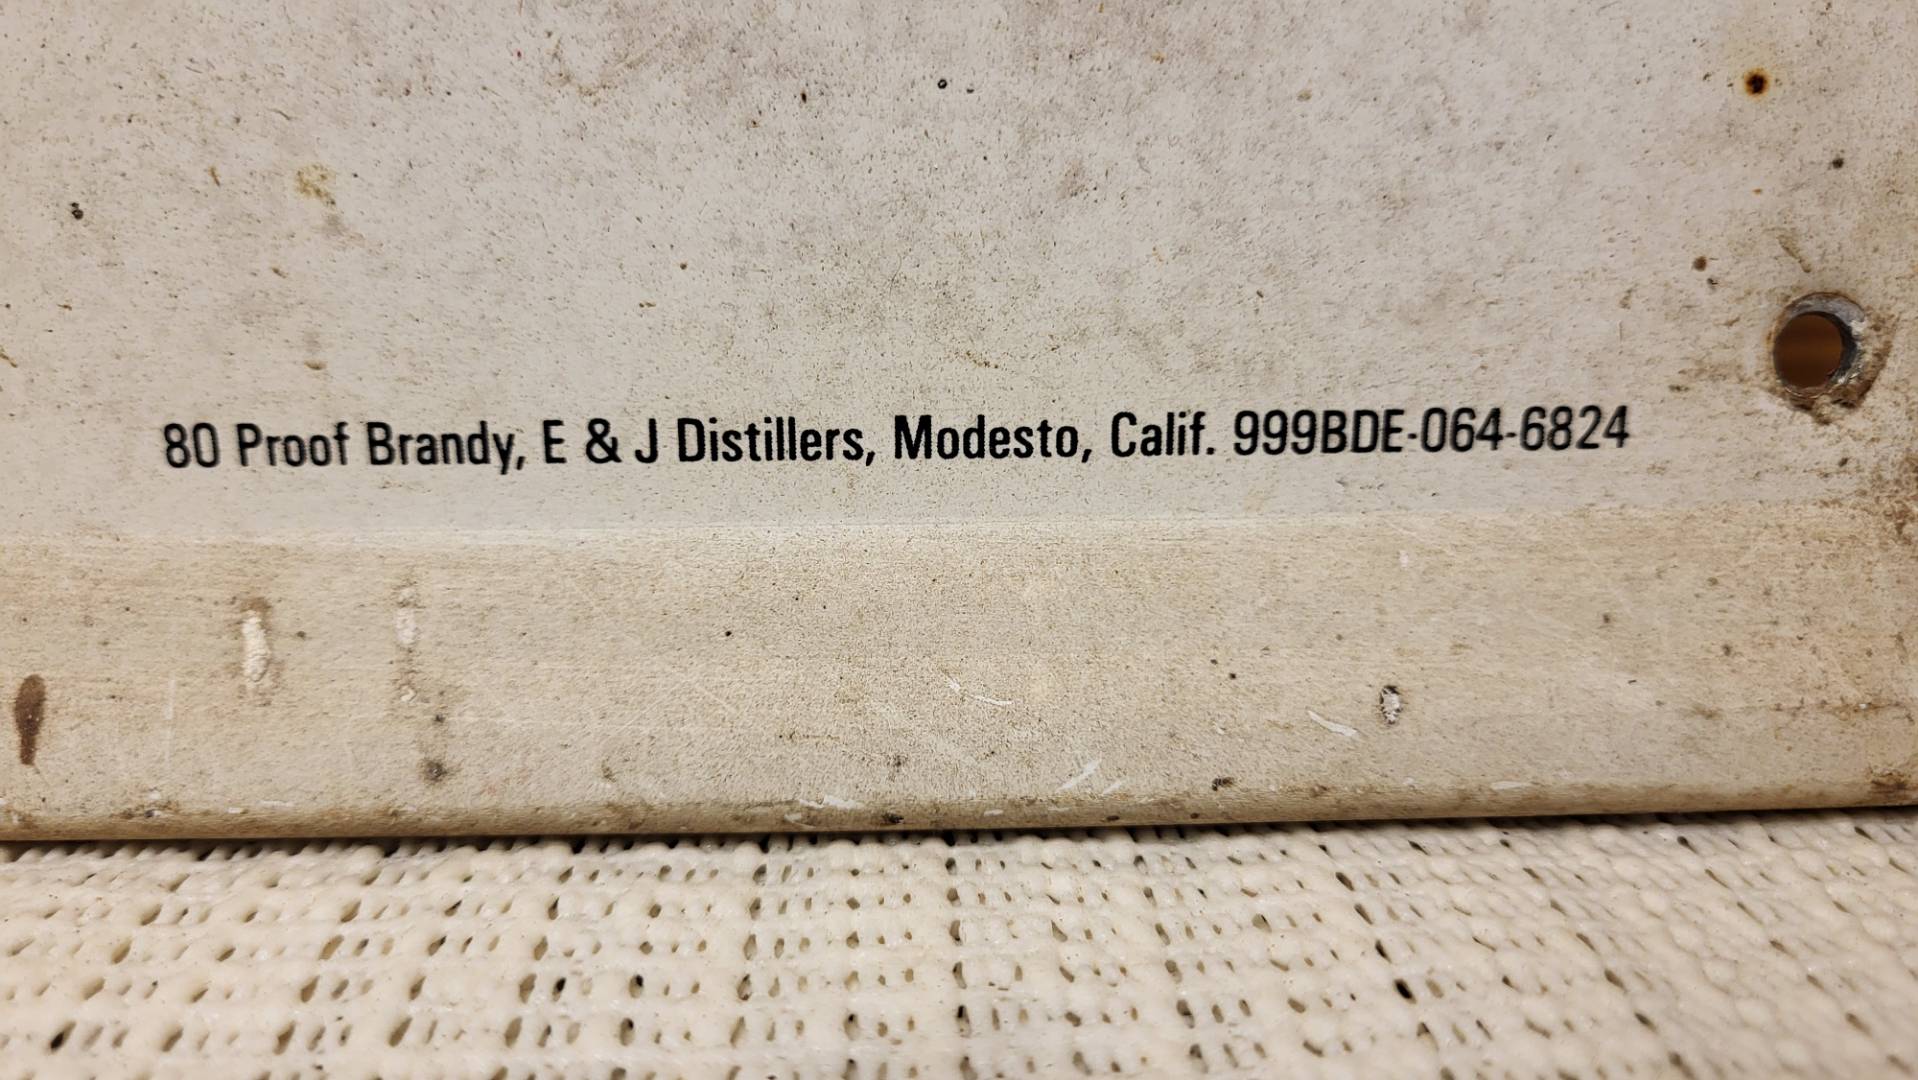 80 Proof Brandy, E & J Distillers, Modesto, Calif. 999BDE-064-6824